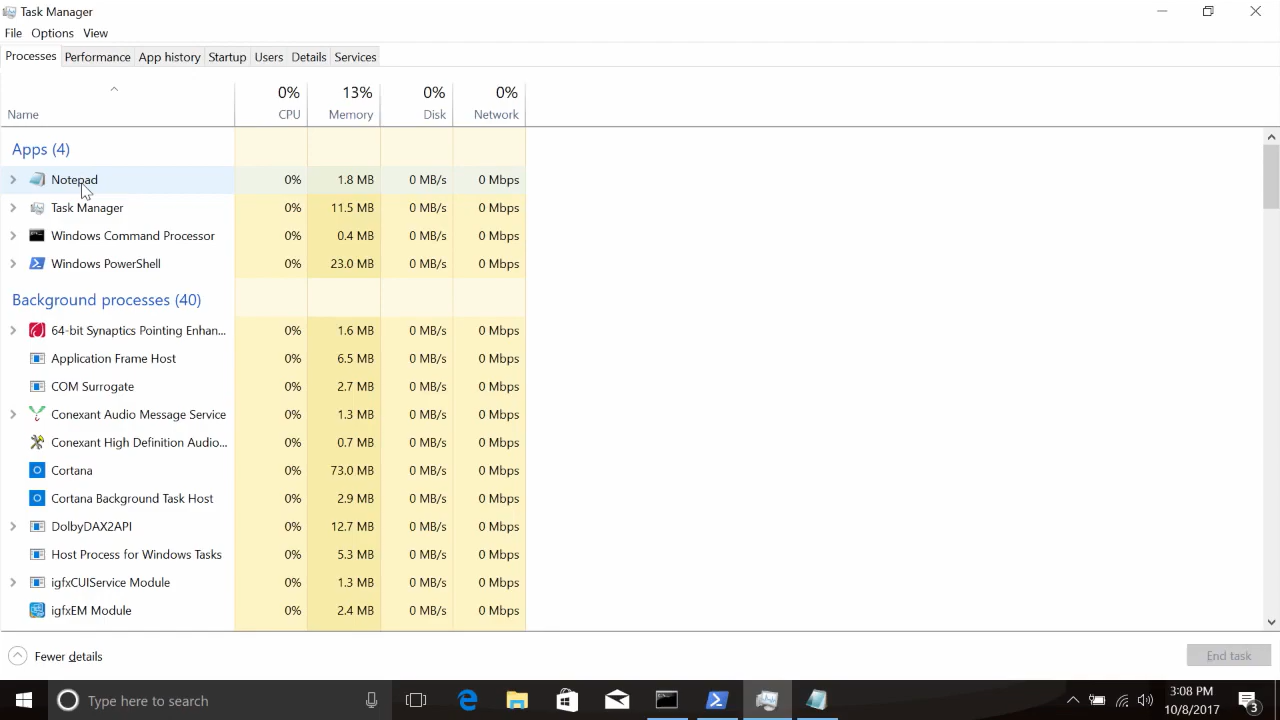 Task Manager
File Options View
Processes Performance App history Startup Users Details Services
0% 13% 0% 0%
Name CPU Memory Disk Network
Apps (4)
Notepad 0% 1.8 MB 0 MB/s 0 Mbps
Task Manager 0% 11.5 MB 0 MB/s 0 Mbps
Windows Command Processor 0% 0.4 MB 0 MB/s 0 Mbps
Windows PowerShell 0% 23.0 MB 0 MB/s 0 Mbps
Background processes (40)
64-bit Synaptics Pointing Enhan... 0% 1.6 MB 0 MB/s 0 Mbps
Application Frame Host 0% 6.5 MB 0 MB/s 0 Mbps
COM Surrogate 0% 2.7 MB 0 MB/s 0 Mbps
Conexant Audio Message Service 0% 1.3 MB 0 MB/s 0 Mbps
Conexant High Definition Audio... 0% 0.7 MB 0 MB/s 0 Mbps
Cortana 0% 73.0 MB 0 MB/s 0 Mbps
Cortana Background Task Host 0% 2.9 MB 0 MB/s 0 Mbps
DolbyDAX2API 0% 12.7 MB 0 MB/s 0 Mbps
Host Process for Windows Tasks 0% 5.3 MB 0 MB/s 0 Mbps
igfxCUIService Module 0% 1.3 MB 0 MB/s 0 Mbps
igfxEM Module 0% 2.4 MB 0 MB/s 0 Mbps
Fewer details End task
Type here to search 3:08 PM
10/8/2017 3